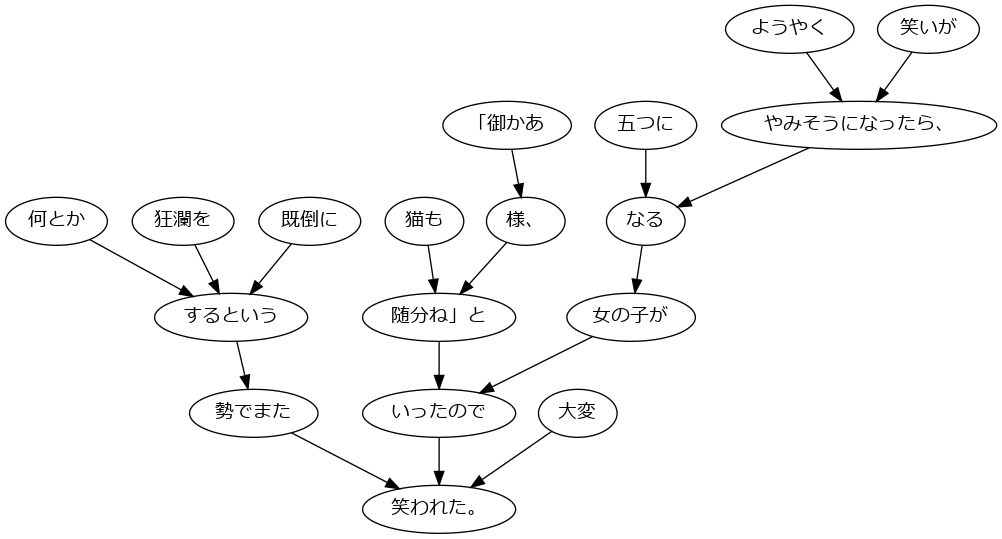 ようやく
笑いが
「御かあ
五つに
やみそうになったら、
何とか
狂瀾を
既倒に
猫も
様、
なる
するという
随分ね」と
女の子が
勢でまた
いったので
大変
笑われた。